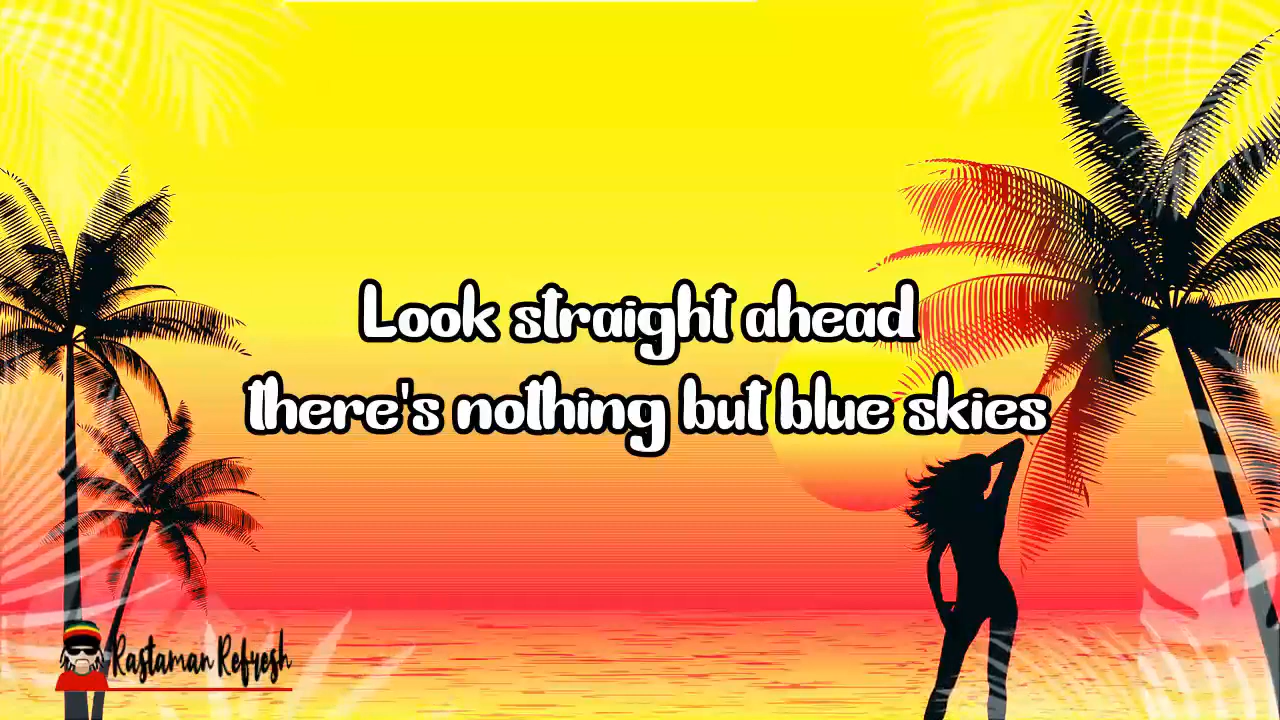 Look straight ahead
there's nothing but blue skies
Rastaman Refresh